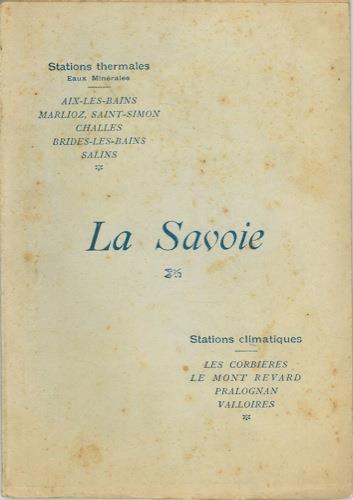 Stations thermales
Eaux Minérales
AIX-LES-BAINS
MARLIOZ, SAINT-SIMON
CHALLES
BRIDES-LES-BAINS
SALINS
La Savoie
Stations climatiques
LES CORBIERES
LE MONT REVARD
PRALOGNAN
VALLOIRES